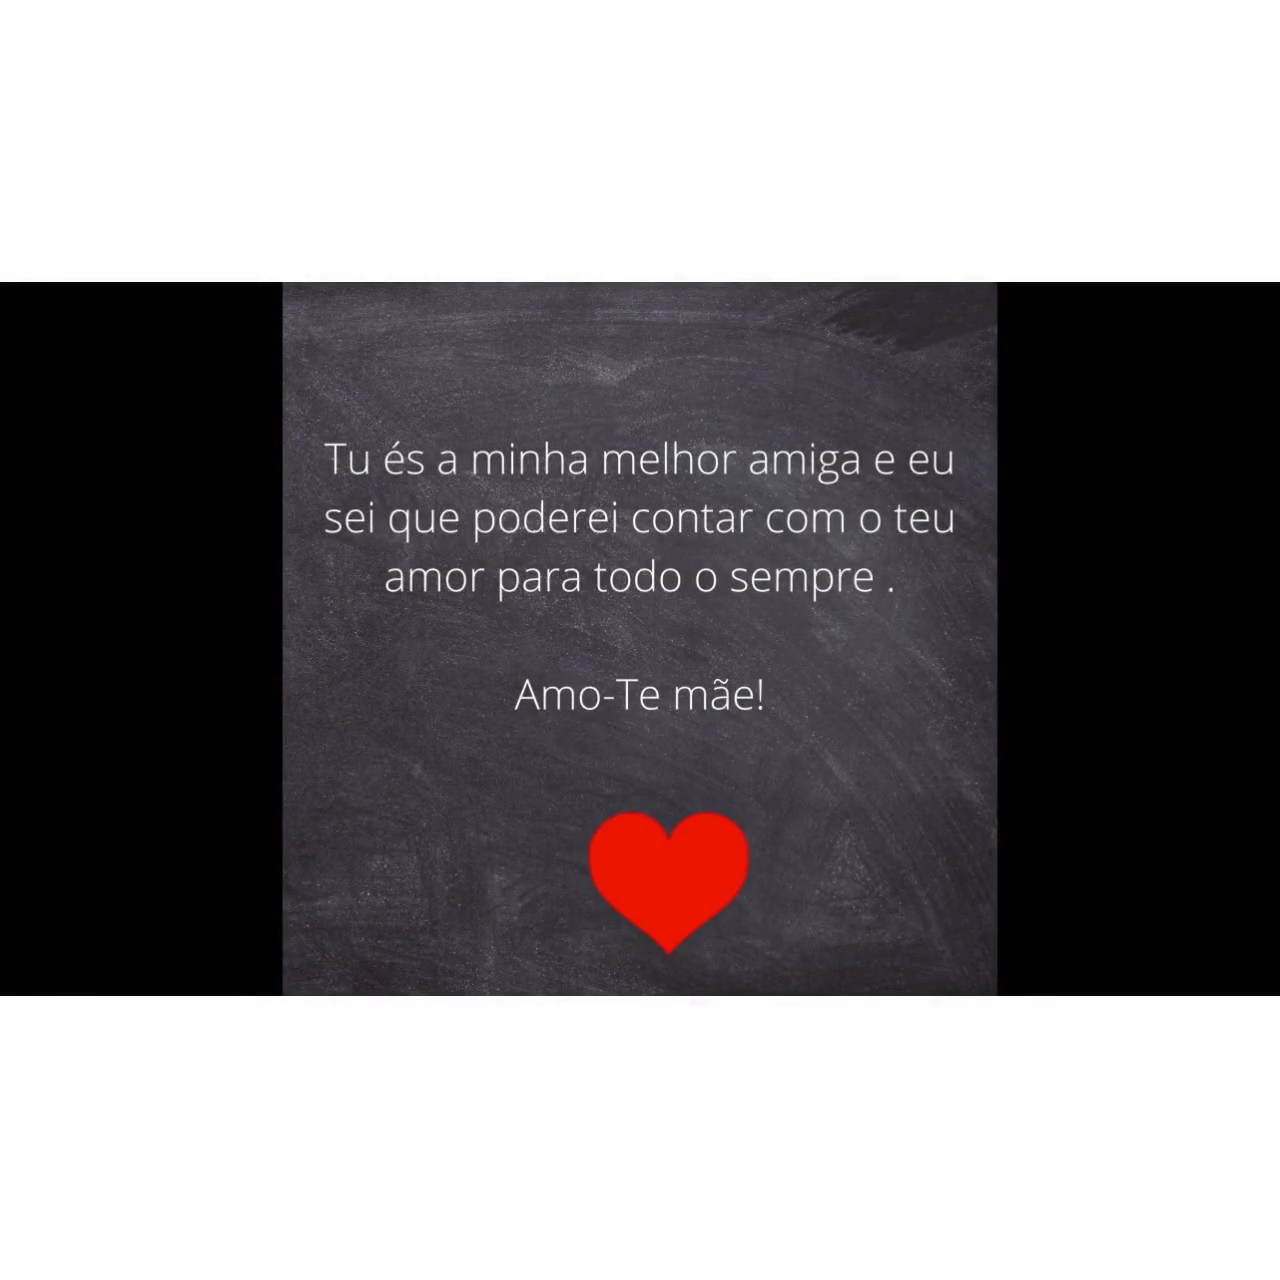 Tu és a minha melhor amiga e eu
sei que poderei contar com o teu
amor para todo o sempre .
Amo-Te mãe!